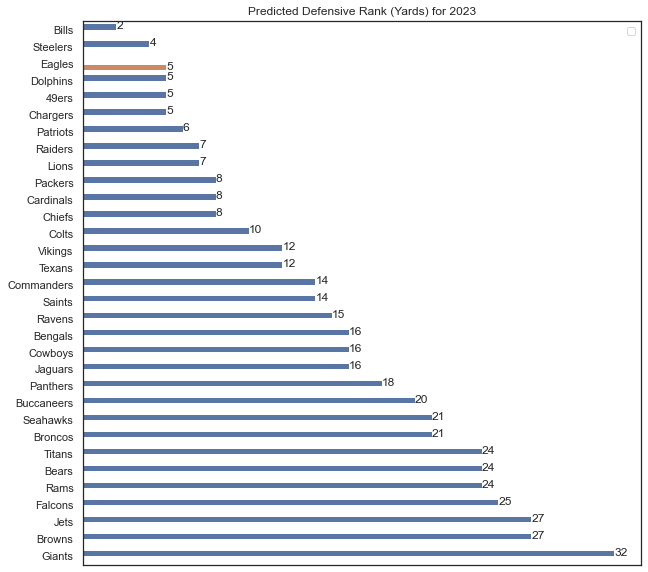 Predicted Defensive Rank (Yards) for 2023
Bills 2
Steelers 4
Eagles 5
Dolphins 5
49ers 5
Chargers 5
Patriots 6
Raiders 7
Lions 7
Packers 8
Cardinals 8
Chiefs 8
Colts 10
Vikings 12
Texans 12
Commanders 14
Saints 14
Ravens 15
Bengals 16
Cowboys 16
Jaguars 16
Panthers 18
Buccaneers 20
Seahawks 21
Broncos 21
Titans 24
Bears 24
Rams 24
Falcons 25
Jets 27
Browns 27
Giants 32